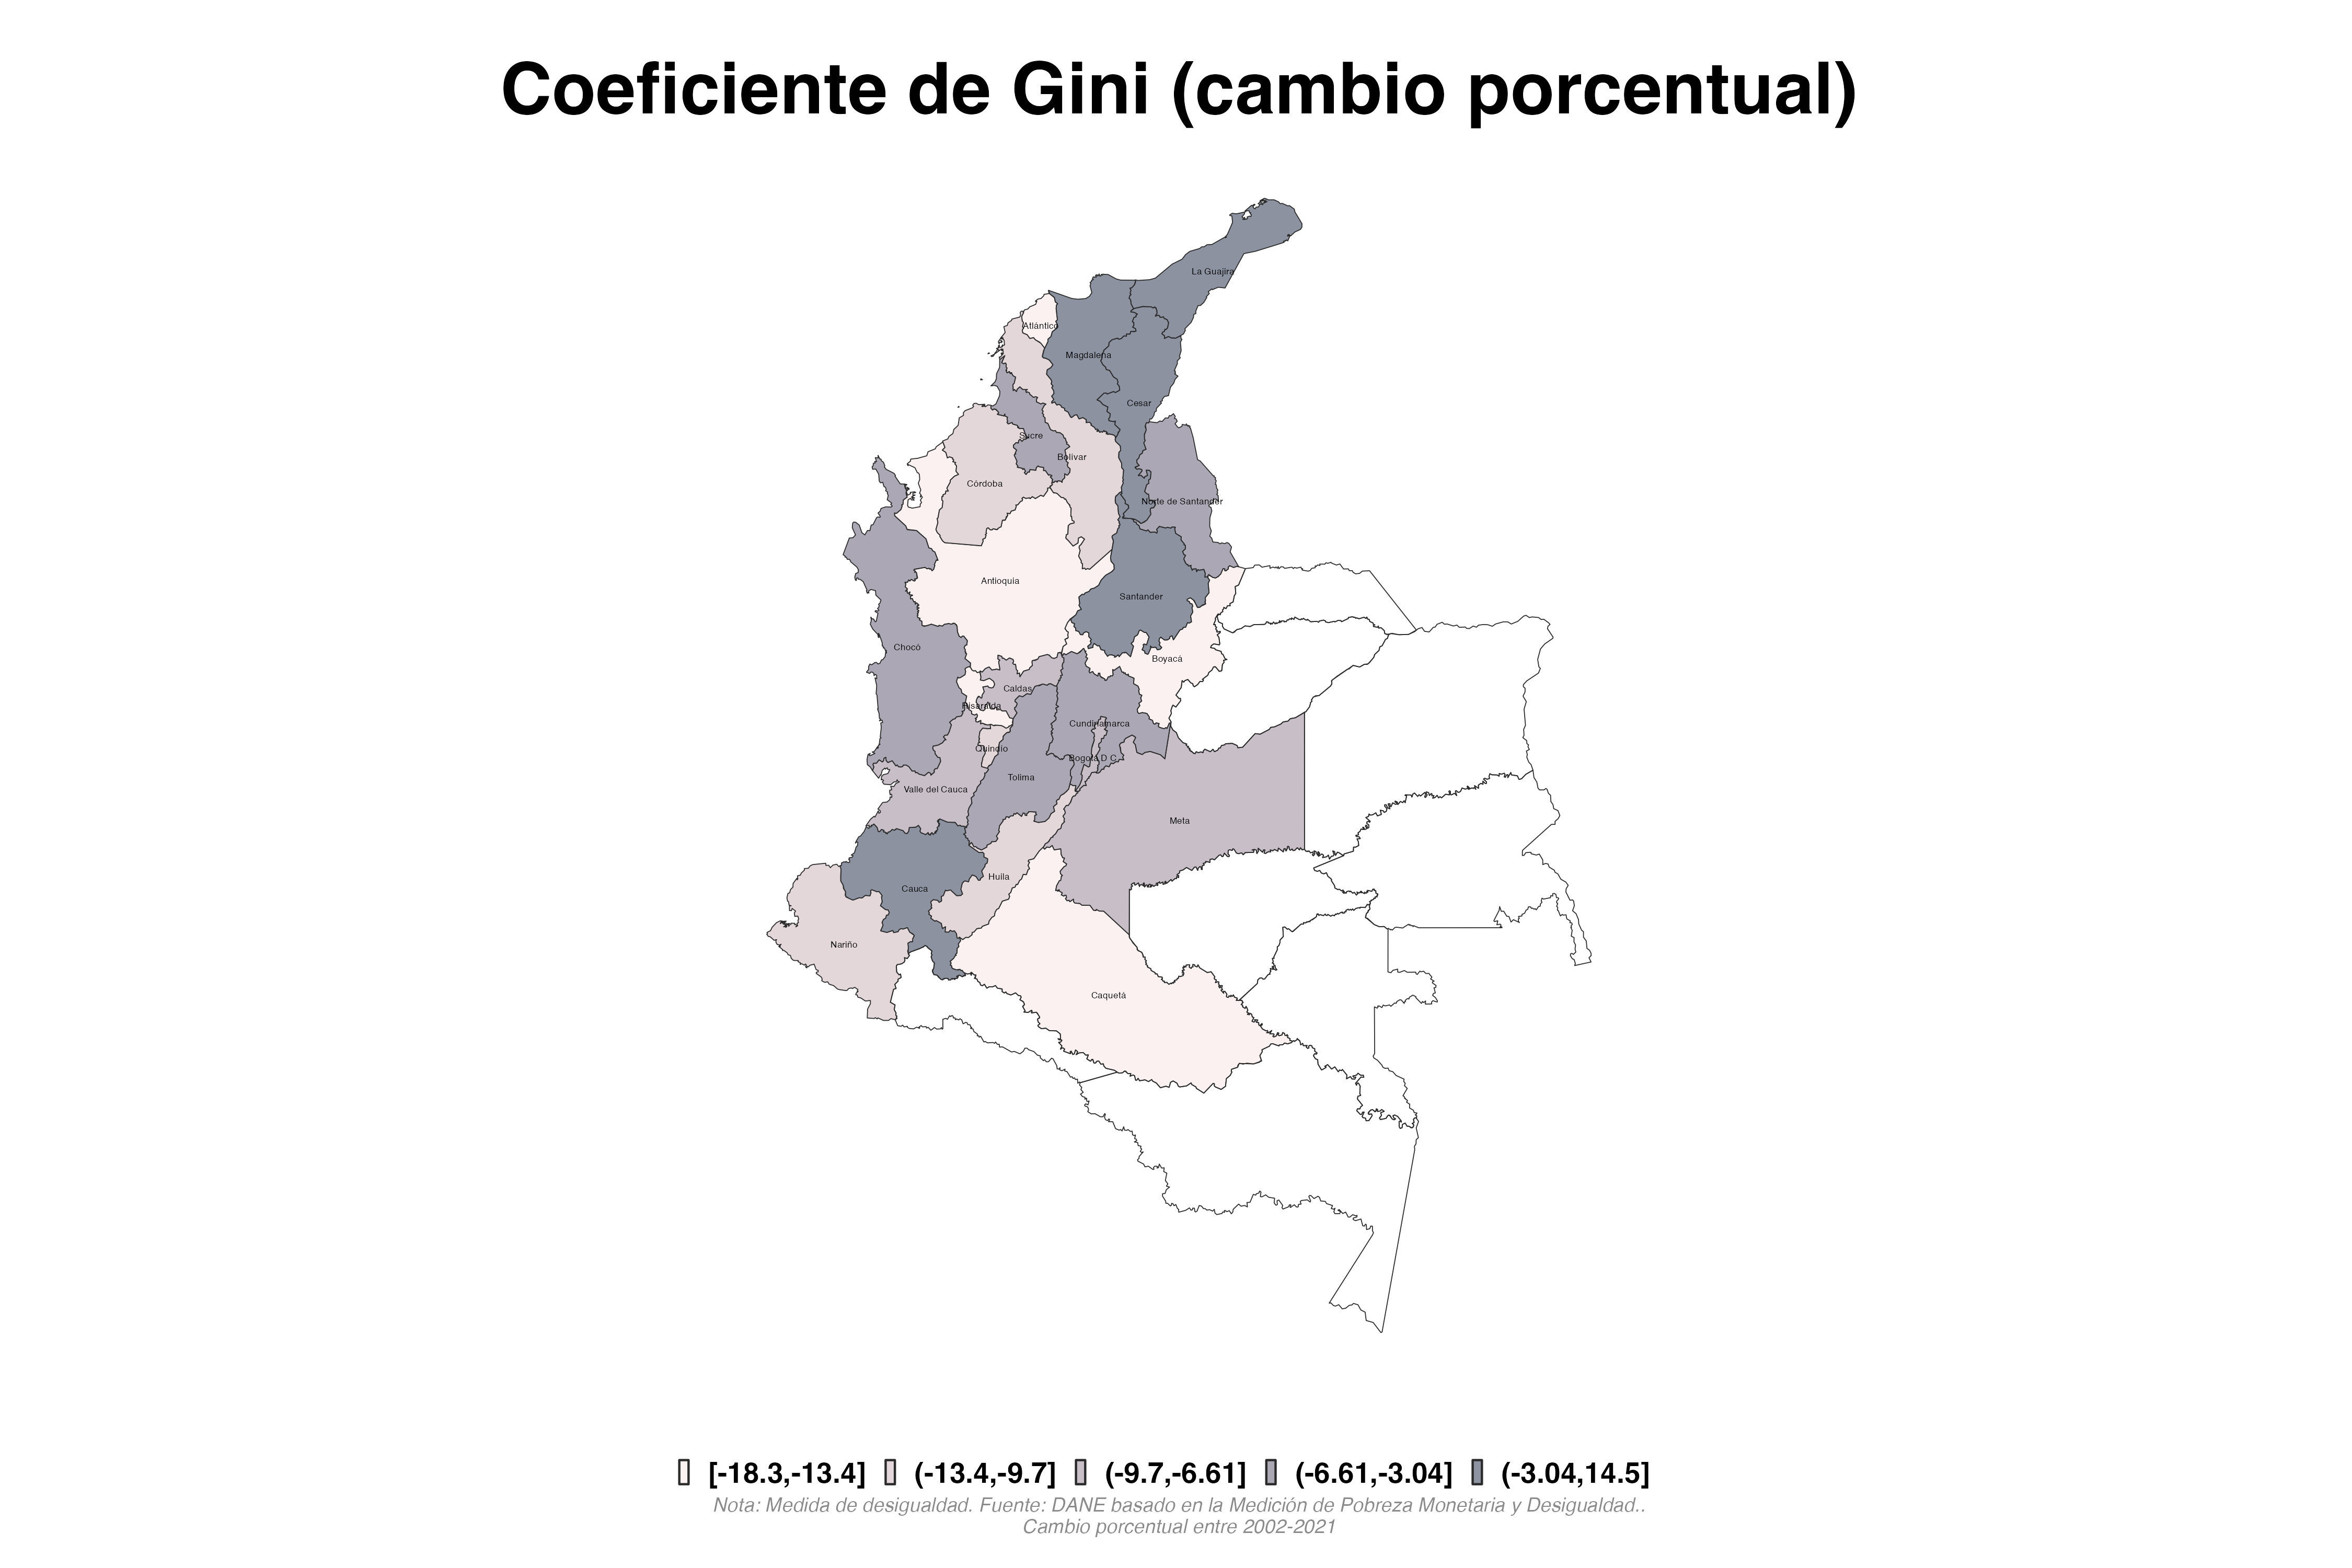 Coeficiente de Gini (cambio porcentual)
La Guajira
Atlántico
Magdalena
Cesar
Sucre
Bolívar
Córdoba
Norte de Santander
Antioquia
Santander
Chocó
Boyacá
Caldas
Risaralda
Cundinamarca
Quindío
Bogotá D.C.
Tolima
Valle del Cauca
Meta
Huila
Cauca
Nariño
Caquetá
[-18.3,-13.4] (-13.4,-9.7] (-9.7,-6.61] (-6.61,-3.04] (-3.04,14.5]
Nota: Medida de desigualdad. Fuente: DANE basado en la Medición de Pobreza Monetaria y Desigualdad..
Cambio porcentual entre 2002-2021